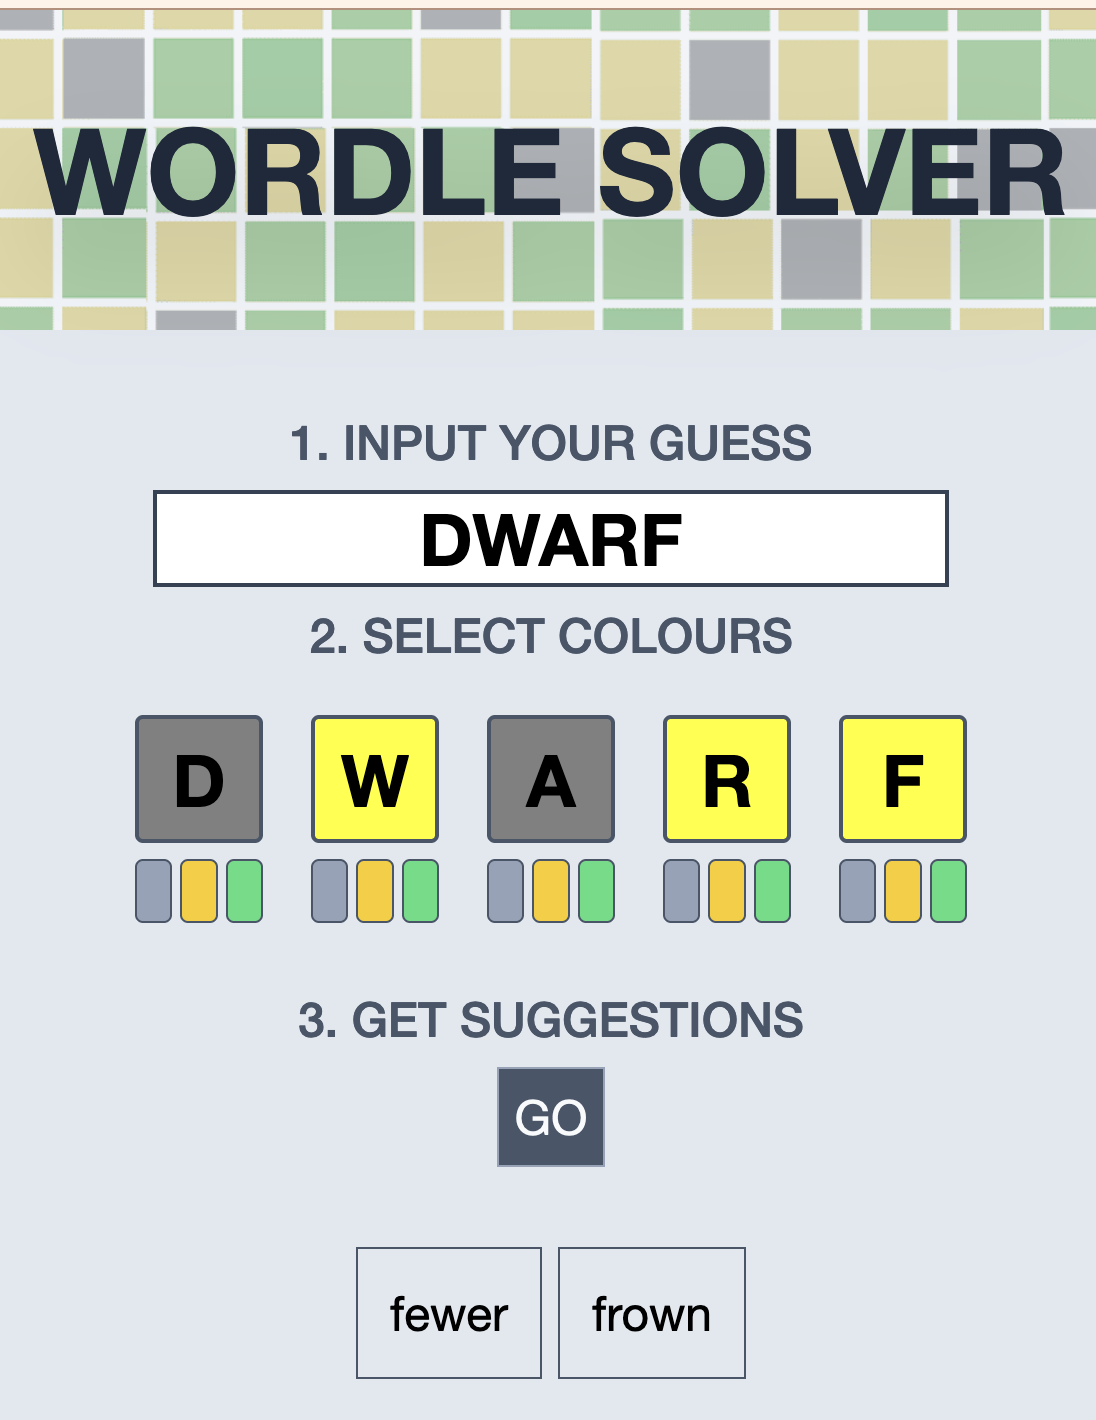 WORDLE SOLVER
1. INPUT YOUR GUESS
DWARF
2. SELECT COLOURS
D W A R F
3. GET SUGGESTIONS
GO
fewer frown